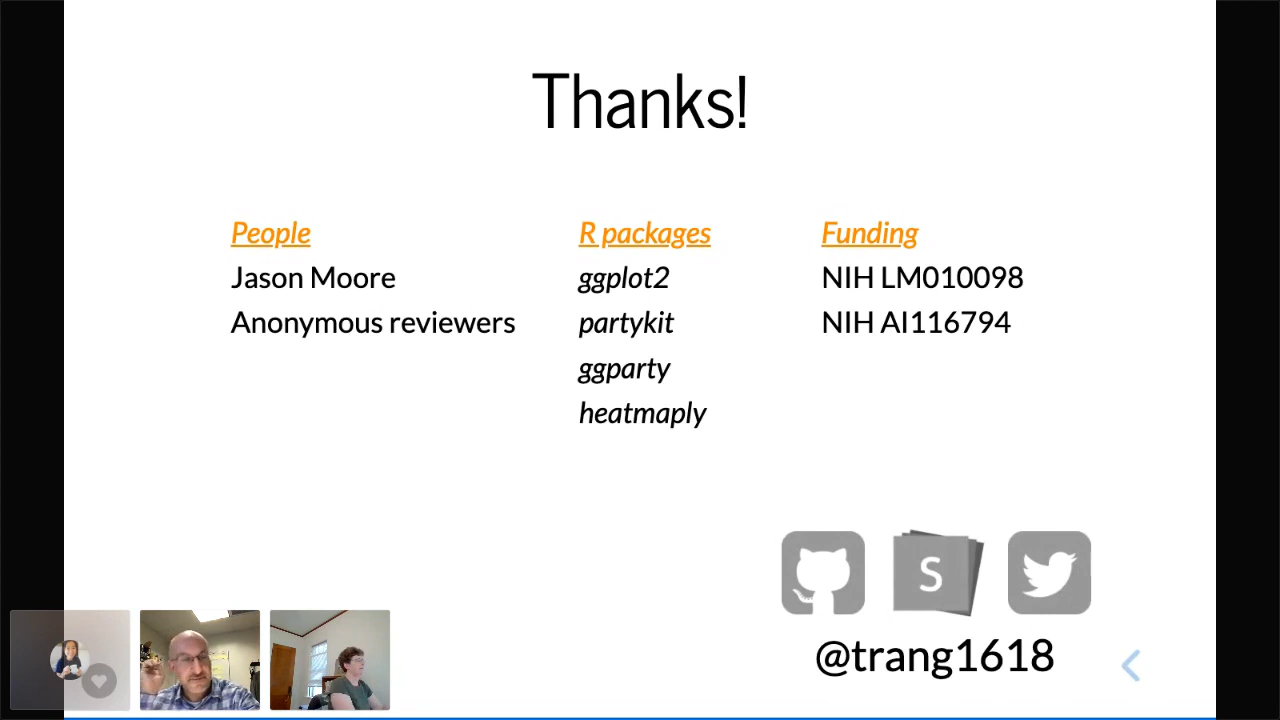 Thanks!
People
Jason Moore
Anonymous reviewers
R packages
ggplot2
partykit
ggparty
heatmaply
Funding
NIH LM010098
NIH AI116794
S
@trang1618